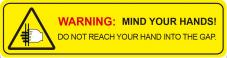 WARNING: MIND YOUR HANDS!
DO NOT REACH YOUR HAND INTO THE GAP.